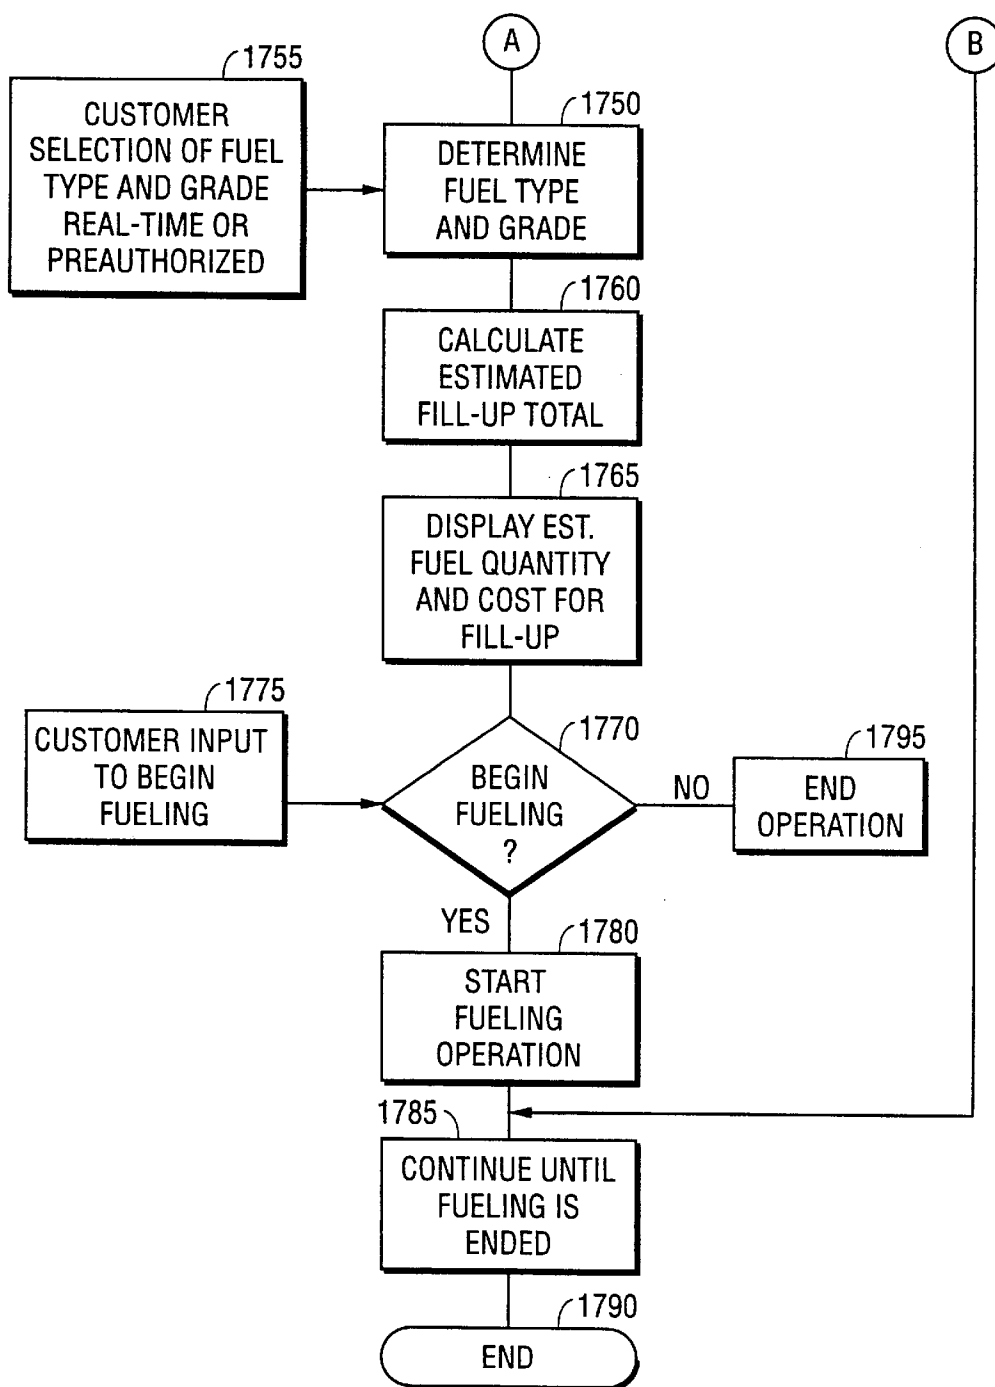 A
B
1755
CUSTOMER
SELECTION OF FUEL
TYPE AND GRADE
REAL-TIME OR
PREAUTHORIZED
1750
DETERMINE
FUEL TYPE
AND GRADE
1760
CALCULATE
ESTIMATED
FILL-UP TOTAL
1765
DISPLAY EST.
FUEL QUANTITY
AND COST FOR
FILL-UP
1775
CUSTOMER INPUT
TO BEGIN
FUELING
1770
BEGIN
FUELING
?
NO
1795
END
OPERATION
YES
1780
START
FUELING
OPERATION
1785
CONTINUE UNTIL
FUELING IS
ENDED
1790
END